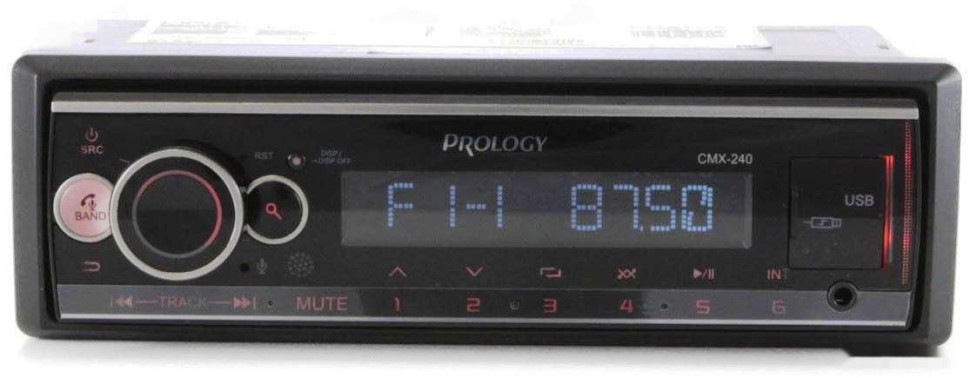 PROLOGY
CMX-240
SRC
RST
DISP/
→DISP OFF
F 1-1 87.50
USB
BAND
INT
TRACK
MUTE
1 2 3 4 5 6